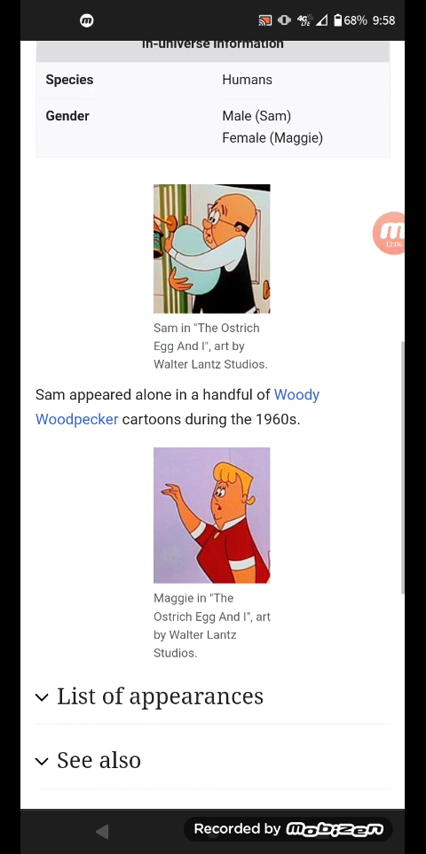 68% 9:58
In-universe information
Species Humans
Gender Male (Sam)
Female (Maggie)
12:06
Sam in "The Ostrich
Egg And I", art by
Walter Lantz Studios.
Sam appeared alone in a handful of Woody
Woodpecker cartoons during the 1960s.
Maggie in "The
Ostrich Egg And I", art
by Walter Lantz
Studios.
List of appearances
See also
Recorded by mobizen